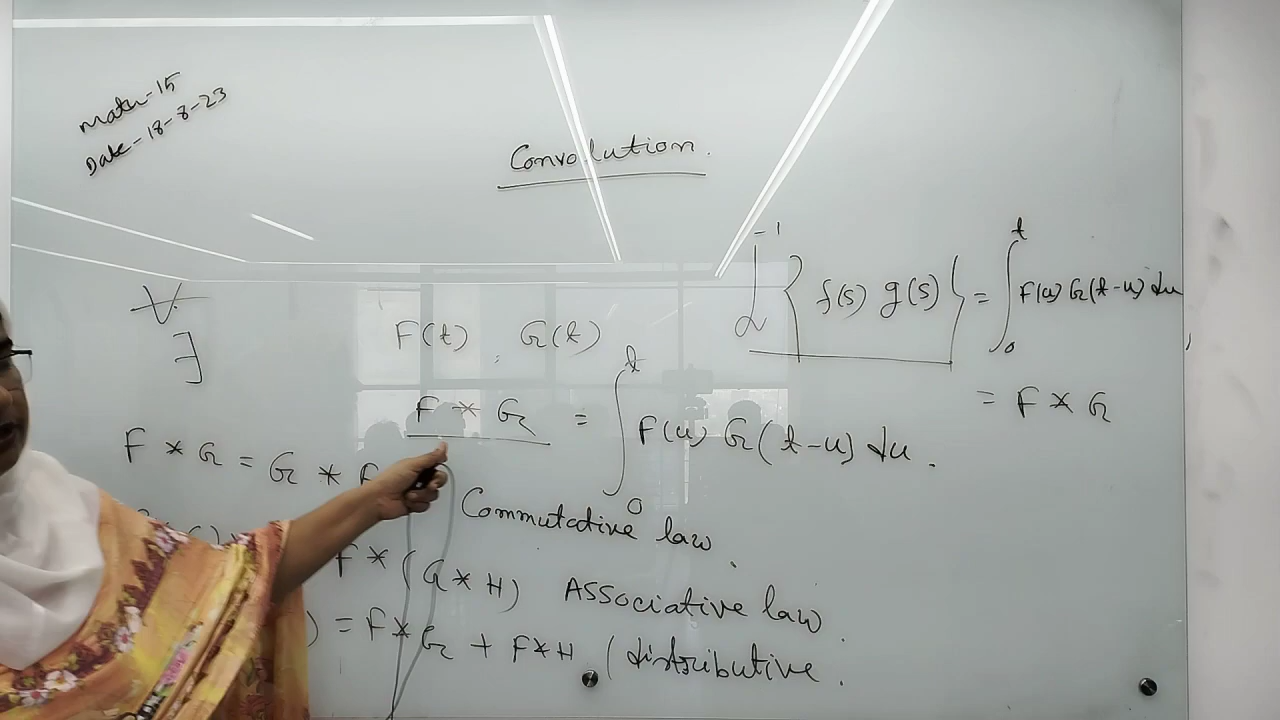 Math-15
Date-18-8-23
Convolution.
∀
∃
F(t), G(t)
L⁻¹{f(s) g(s)} = ∫₀ᵗ F(u) G(t-u) du
= F * G
F * G = ∫₀ᵗ F(u) G(t-u) du.
F * G = G * F
Commutative law.
F * (G * H) Associative law.
) = F * G + F * H (distributive.